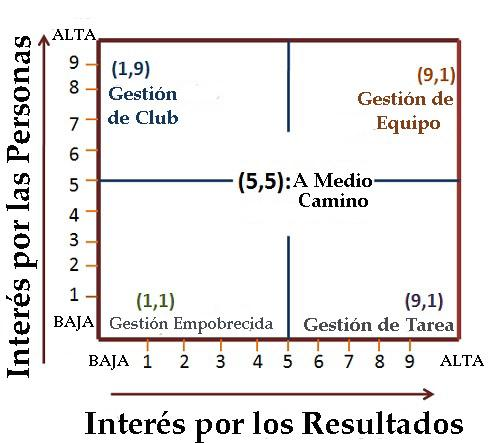 ALTA
Interés por las Personas
9
8
7
6
5
4
3
2
1
BAJA
(1,9)
Gestión
de Club
(9,1)
Gestión de
Equipo
(5,5): A Medio
Camino
(1,1)
Gestión Empobrecida
(9,1)
Gestión de Tarea
BAJA 1 2 3 4 5 6 7 8 9 ALTA
Interés por los Resultados